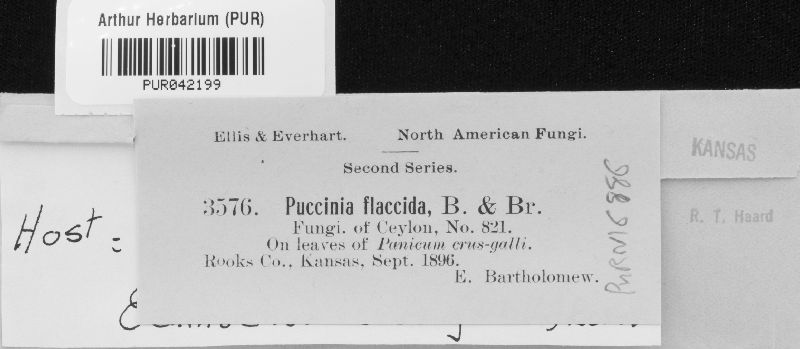 Arthur Herbarium (PUR)
PUR042199
Ellis & Everhart. North American Fungi.
Second Series.
3576. Puccinia flaccida, B. & Br.
Fungi. of Ceylon, No. 821.
On leaves of Panicum crus-galli.
Rooks Co., Kansas, Sept. 1896.
E. Bartholomew.
PURN16886
KANSAS
R. T. Haard
Host: